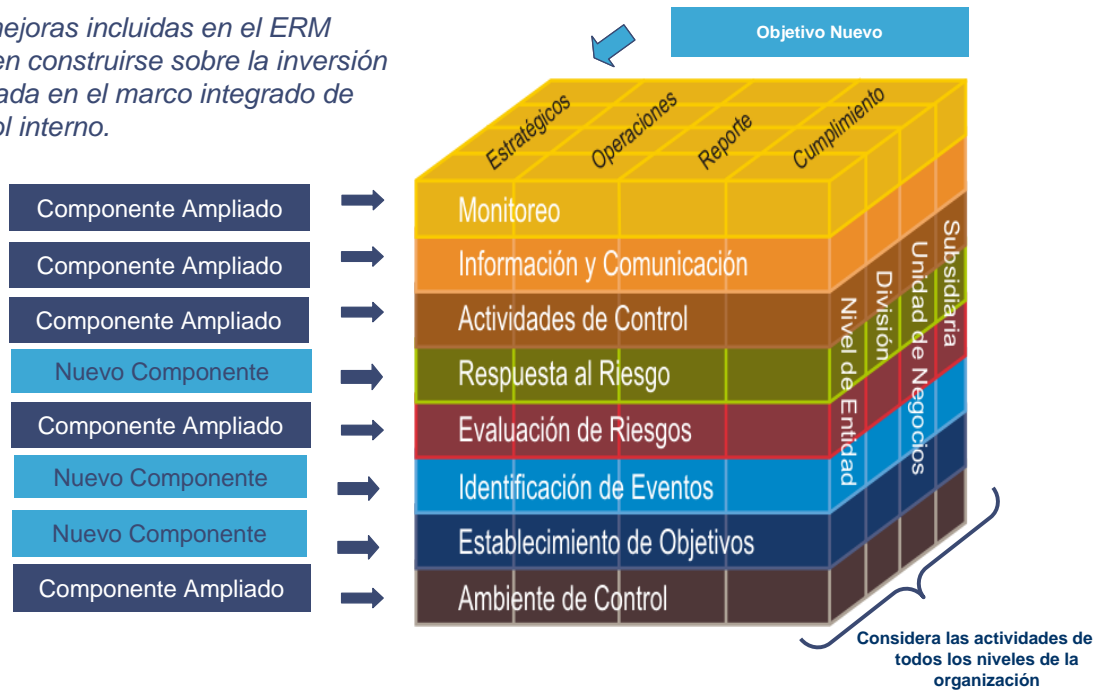 mejoras incluidas en el ERM
en construirse sobre la inversión
ada en el marco integrado de
ol interno.
Objetivo Nuevo
Estratégicos
Operaciones
Reporte
Cumplimiento
Componente Ampliado
Monitoreo
Componente Ampliado
Información y Comunicación
Componente Ampliado
Actividades de Control
Nuevo Componente
Respuesta al Riesgo
Componente Ampliado
Evaluación de Riesgos
Nuevo Componente
Identificación de Eventos
Nuevo Componente
Establecimiento de Objetivos
Componente Ampliado
Ambiente de Control
Nivel de Entidad
División
Unidad de Negocios
Subsidiaria
Considera las actividades de
todos los niveles de la
organización